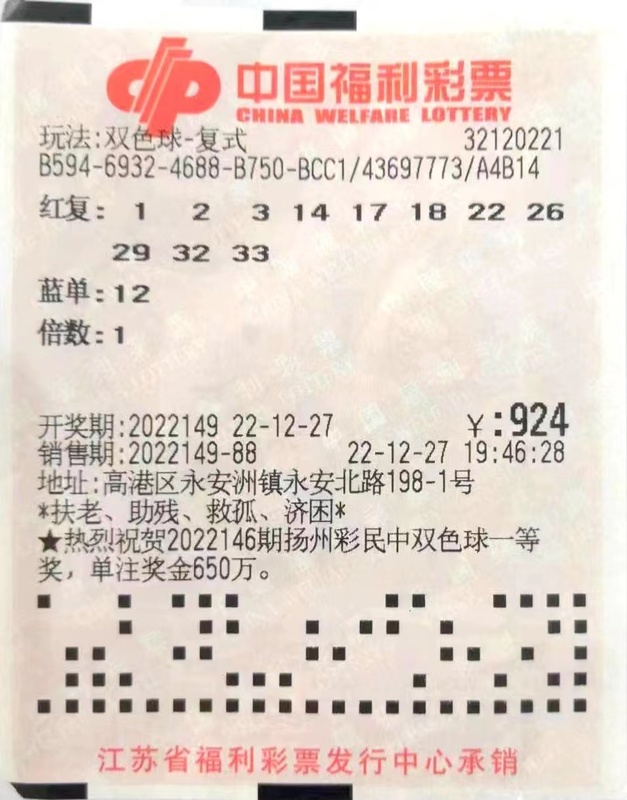 中国福利彩票
CHINA WELFARE LOTTERY
玩法:双色球-复式 32120221
B594-6932-4688-B750-BCC1/43697773/A4B14
红复: 1 2 3 14 17 18 22 26
29 32 33
蓝单:12
倍数:1
开奖期:2022149 22-12-27 ¥:924
销售期:2022149-88 22-12-27 19:46:28
地址:高港区永安洲镇永安北路198-1号
*扶老、助残、救孤、济困*
★热烈祝贺2022146期扬州彩民中双色球一等
奖，单注奖金650万。
江苏省福利彩票发行中心承销